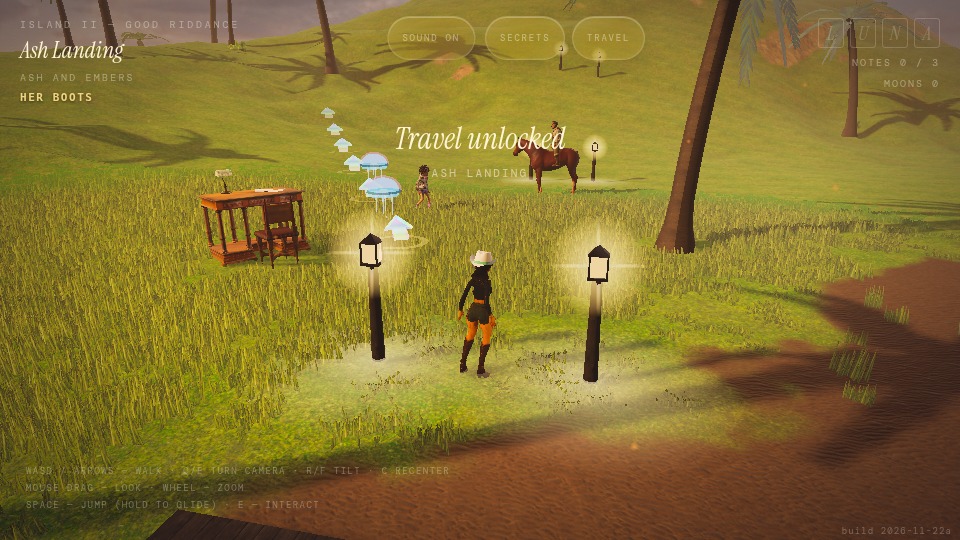 ISLAND II — GOOD RIDDANCE
Ash Landing
ASH AND EMBERS
HER BOOTS
SOUND ON
SECRETS
TRAVEL
L U N A
NOTES 0 / 3
MOONS 0
Travel unlocked
ASH LANDING
WASD / ARROWS — WALK · Q/E TURN CAMERA · R/F TILT · C RECENTER
MOUSE-DRAG — LOOK · WHEEL — ZOOM
SPACE — JUMP (HOLD TO GLIDE) · E — INTERACT
build 2026-11-22a